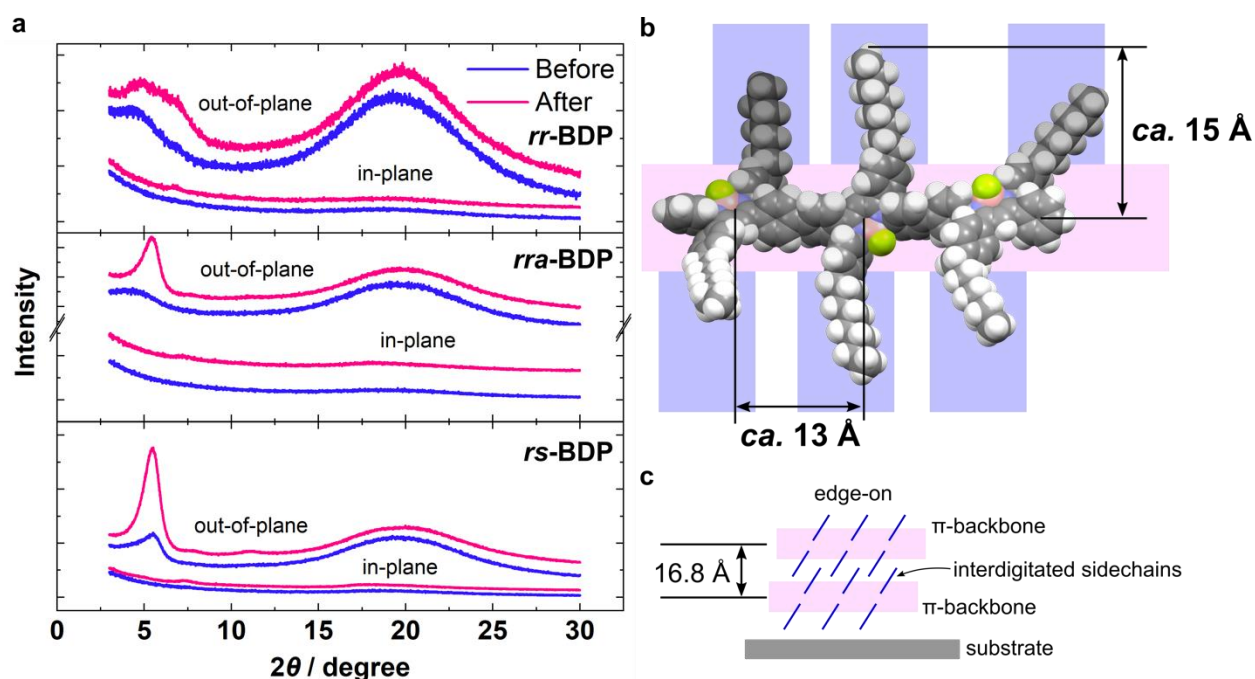 a
Before
After
out-of-plane
rr-BDP
in-plane
out-of-plane
rra-BDP
in-plane
rs-BDP
out-of-plane
in-plane
Intensity
0 5 10 15 20 25 30
2θ / degree
b
ca. 15 Å
ca. 13 Å
c
edge-on
π-backbone
16.8 Å
interdigitated sidechains
π-backbone
substrate